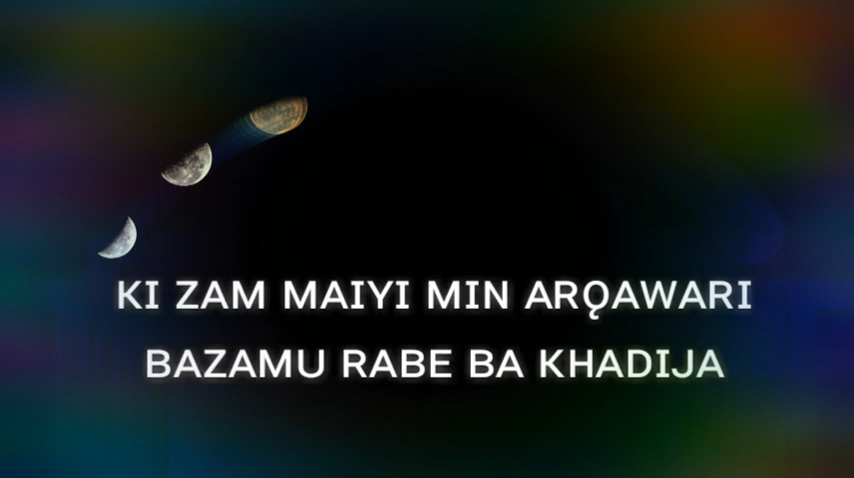 KI ZAM MAIYI MIN ARQAWARI
BAZAMU RABE BA KHADIJA